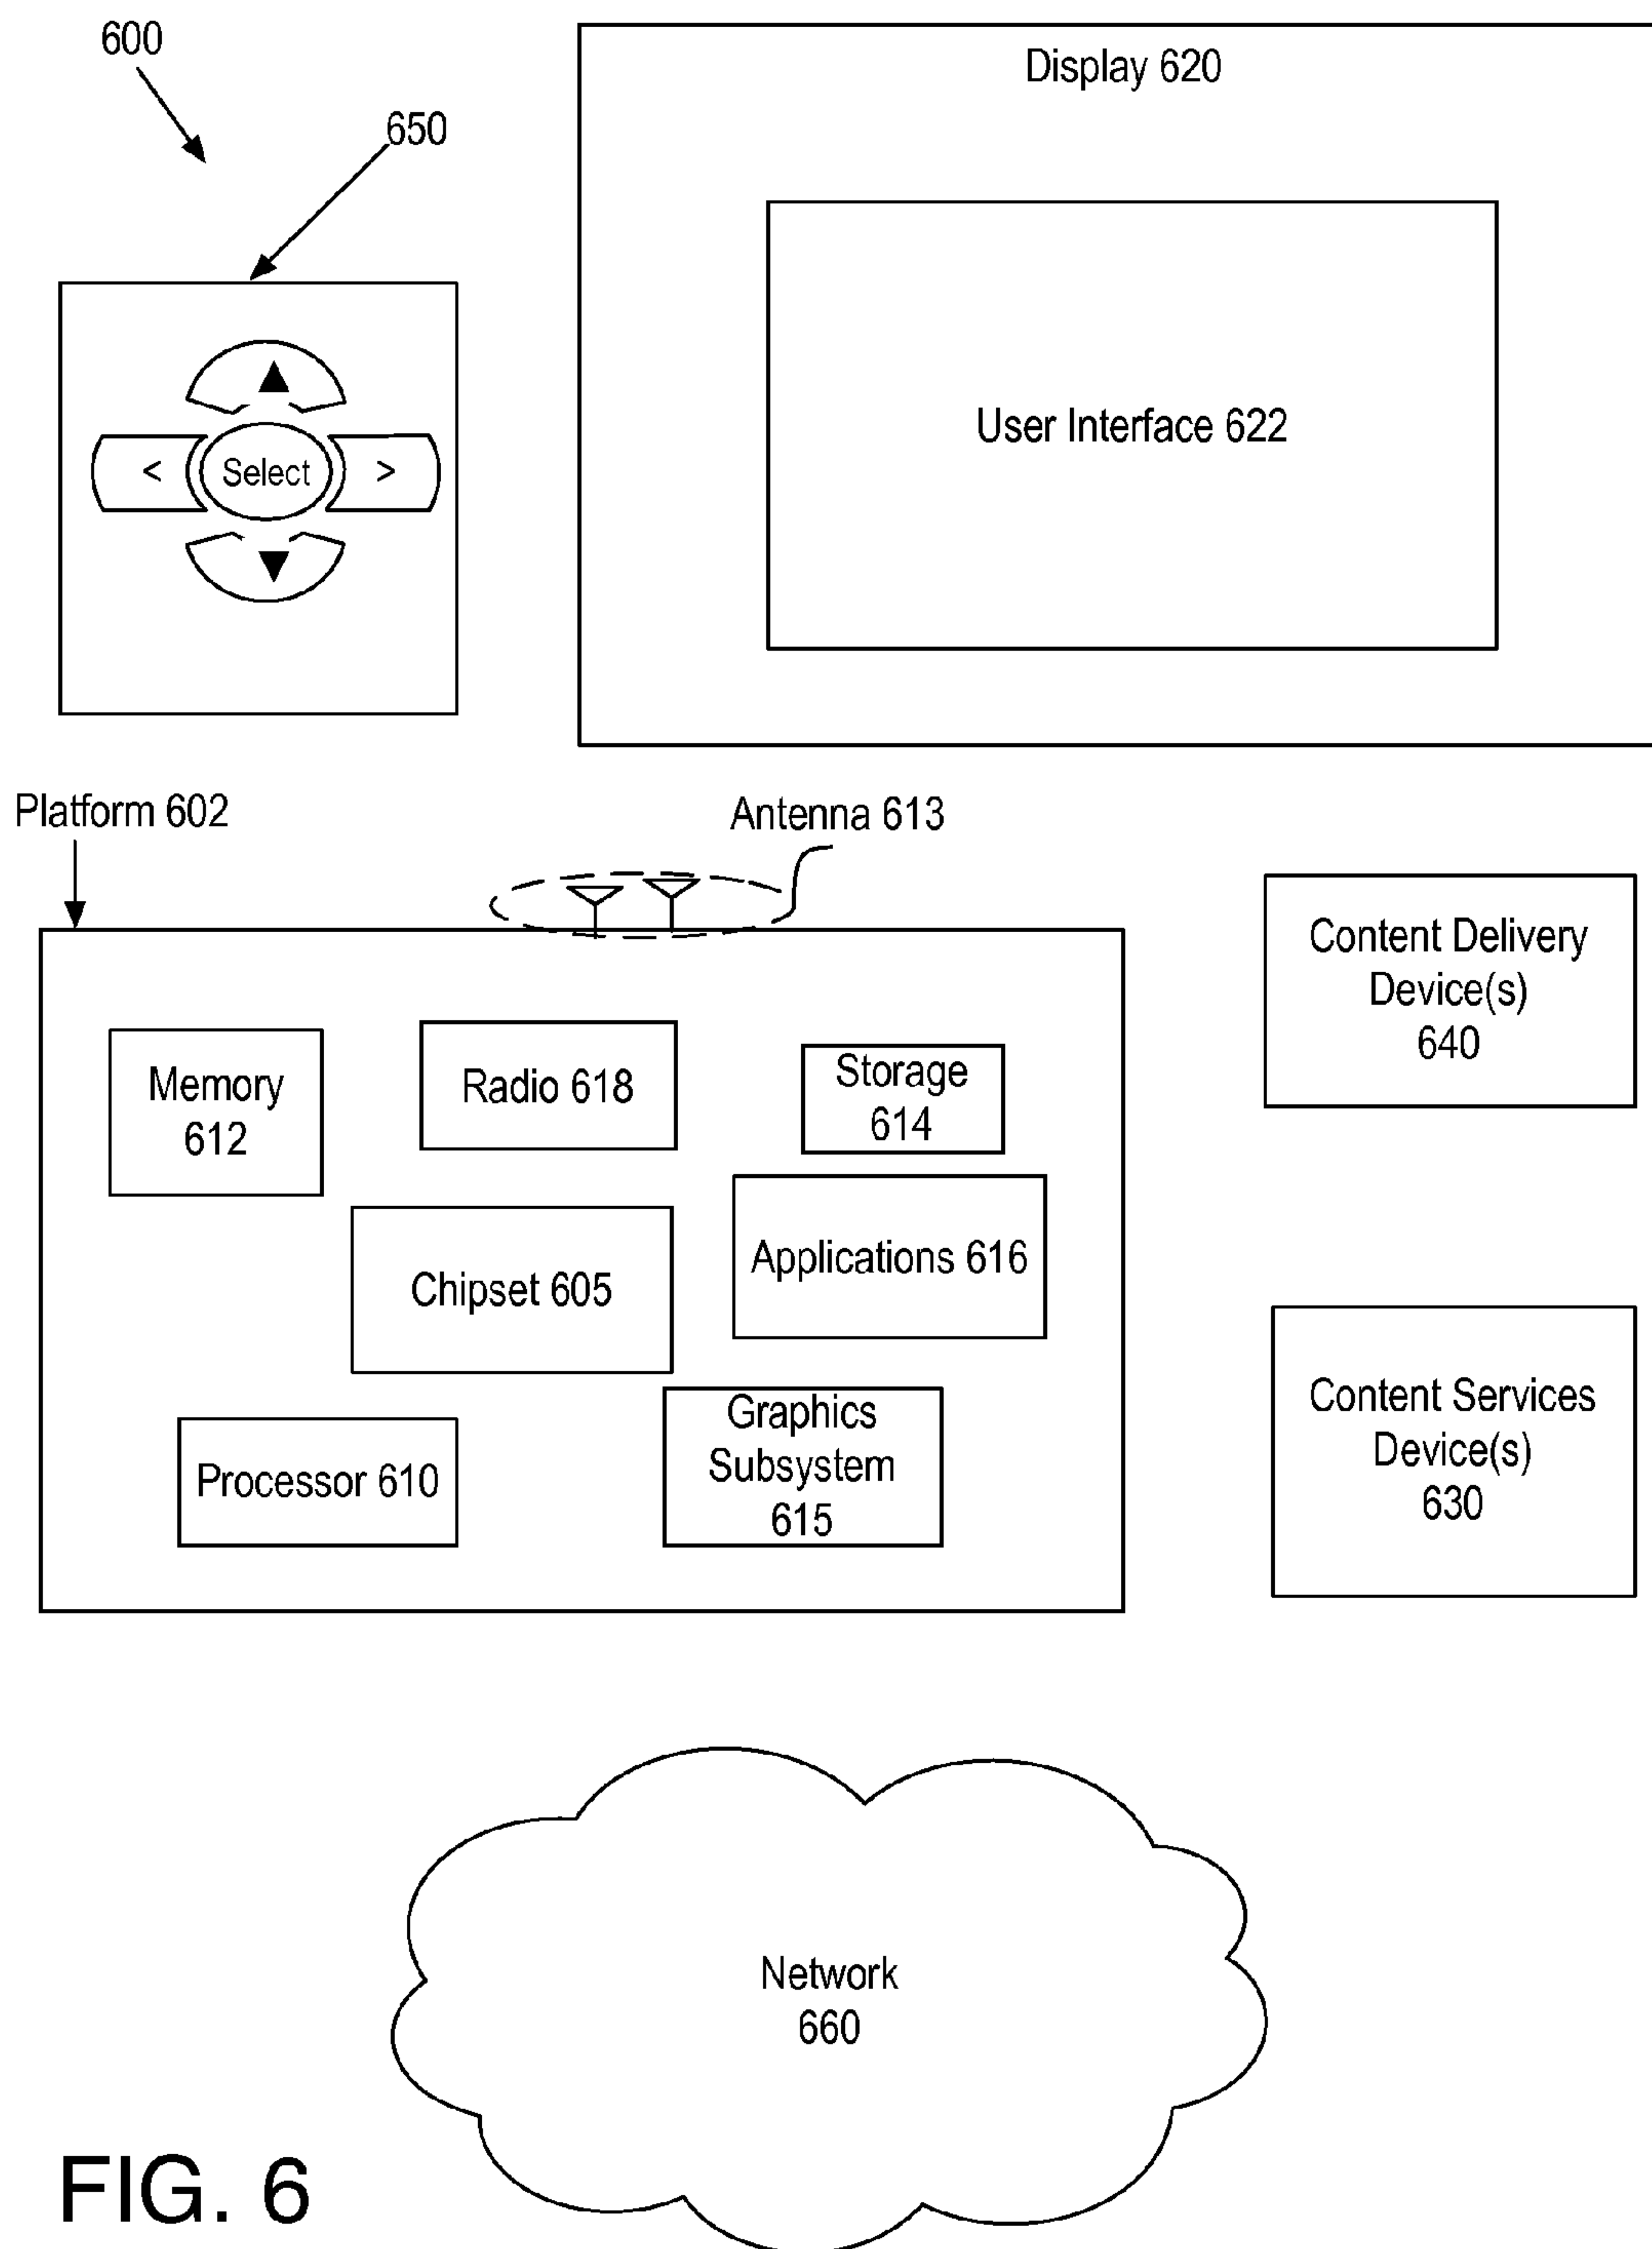 600
650
Display 620
User Interface 622
<
Select
>
Platform 602
Antenna 613
Memory
612
Radio 618
Storage
614
Chipset 605
Applications 616
Processor 610
Graphics
Subsystem
615
Content Delivery
Device(s)
640
Content Services
Device(s)
630
Network
660
FIG. 6